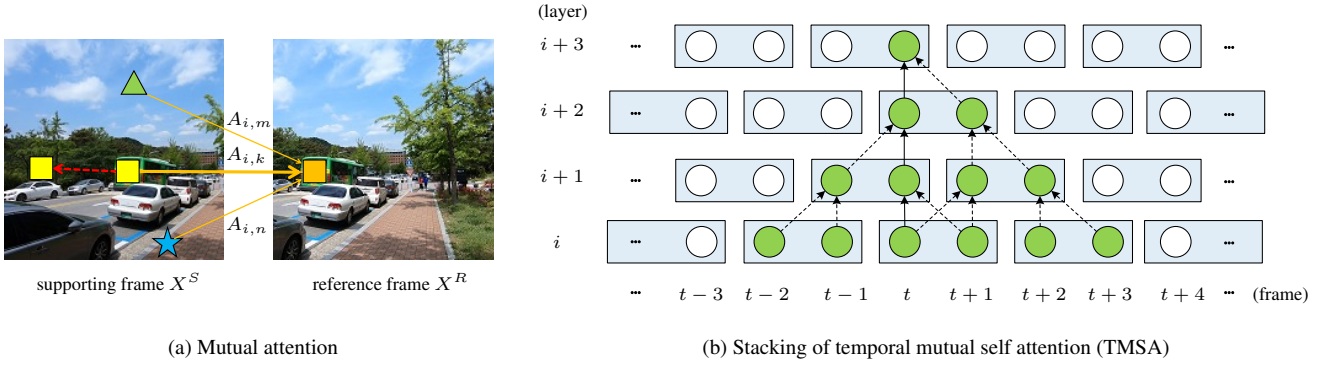 (layer)
i + 3 ... ...
i + 2 ... ...
i + 1 ... ...
i ... ...
... t − 3 t − 2 t − 1 t t + 1 t + 2 t + 3 t + 4 ... (frame)
A_{i,m}
A_{i,k}
A_{i,n}
supporting frame X^S reference frame X^R
(a) Mutual attention
(b) Stacking of temporal mutual self attention (TMSA)